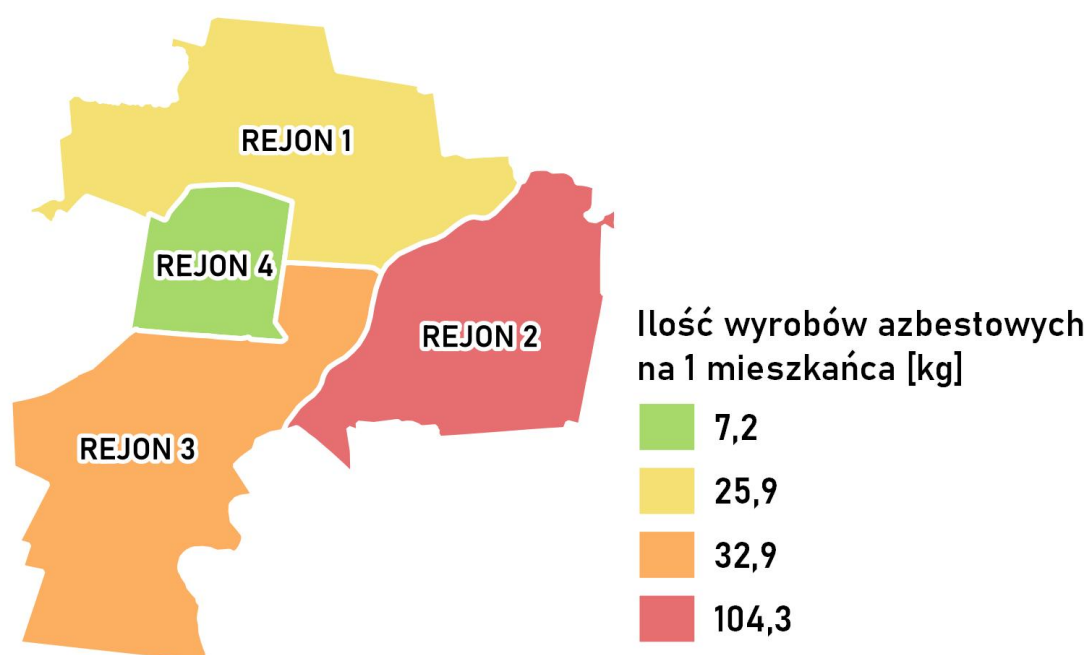 REJON 1
REJON 4
REJON 2
REJON 3
Ilość wyrobów azbestowych
na 1 mieszkańca [kg]
7,2
25,9
32,9
104,3